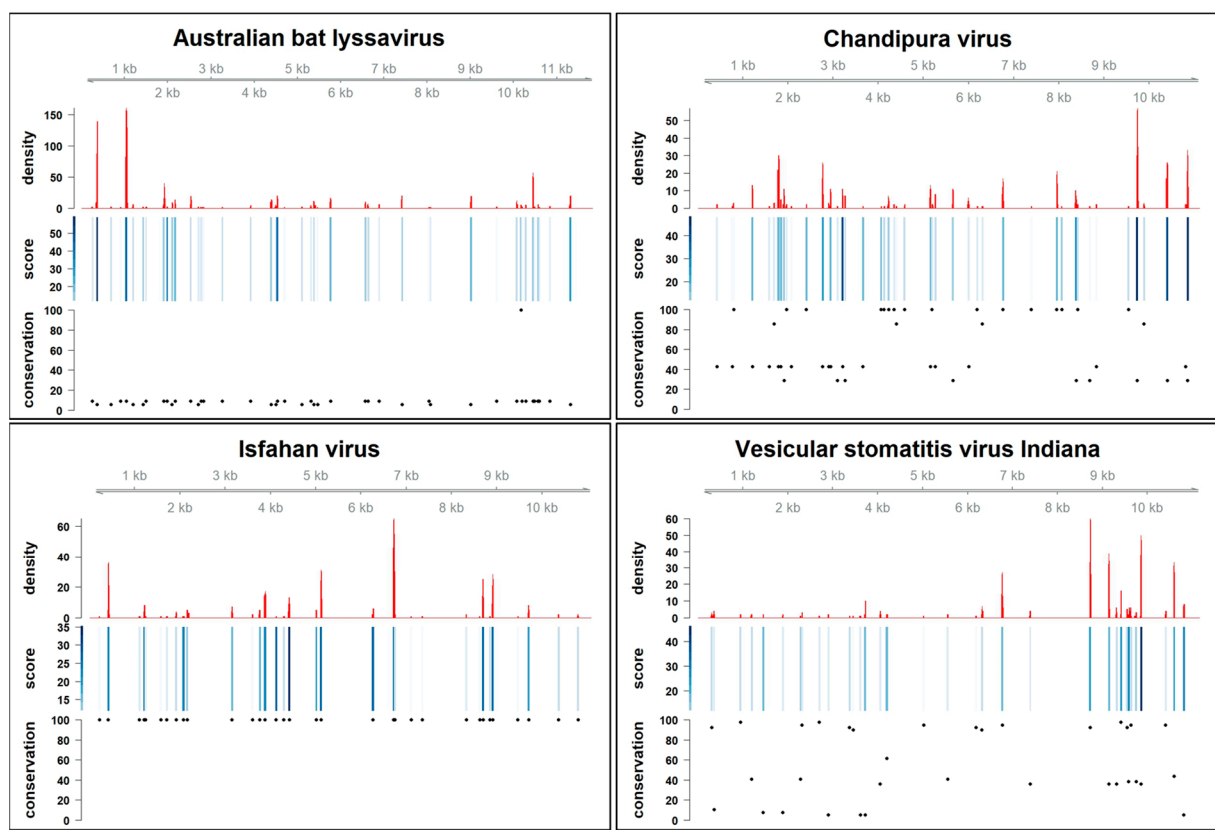 Australian bat lyssavirus
1 kb 3 kb 5 kb 7 kb 9 kb 11 kb
2 kb 4 kb 6 kb 8 kb 10 kb
density
150
100
50
0
score
50
40
30
20
conservation
100
80
60
40
20
0
Chandipura virus
1 kb 3 kb 5 kb 7 kb 9 kb
2 kb 4 kb 6 kb 8 kb 10 kb
density
50
40
30
20
10
0
score
40
30
20
conservation
100
80
60
40
20
0
Isfahan virus
1 kb 3 kb 5 kb 7 kb 9 kb
2 kb 4 kb 6 kb 8 kb 10 kb
density
60
40
20
0
score
35
30
25
20
15
conservation
100
80
60
40
20
0
Vesicular stomatitis virus Indiana
1 kb 3 kb 5 kb 7 kb 9 kb
2 kb 4 kb 6 kb 8 kb 10 kb
density
60
50
40
30
20
10
0
score
40
30
20
conservation
100
80
60
40
20
0